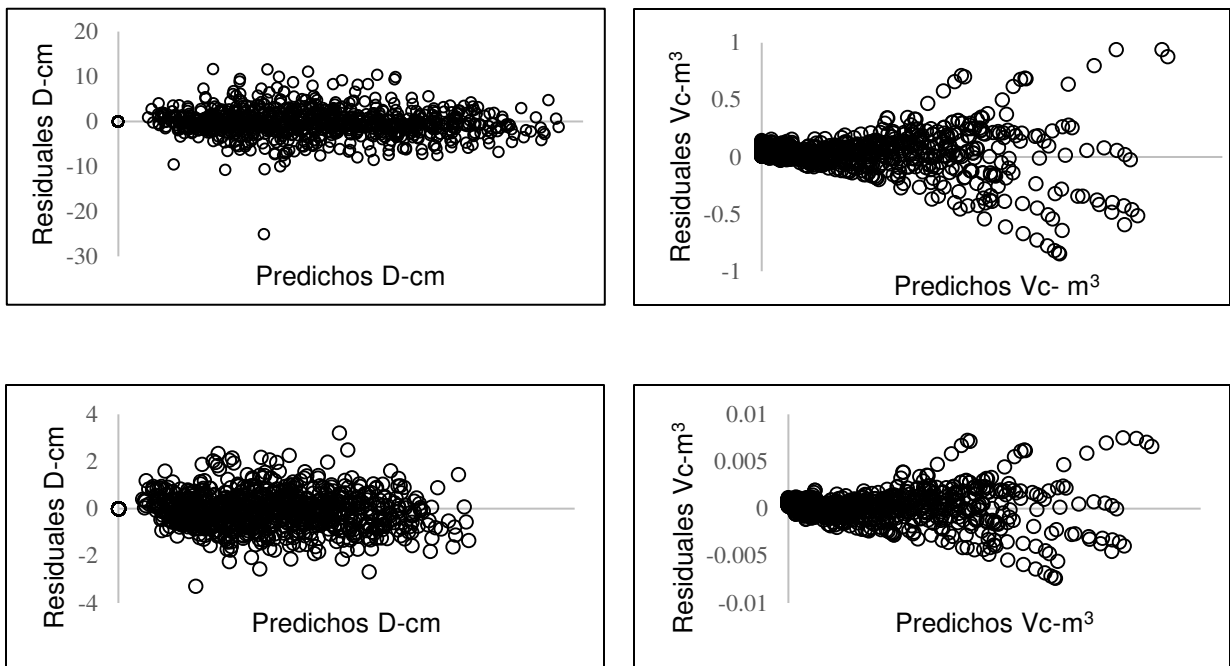 Residuales D-cm
20
10
0
-10
-20
-30
Predichos D-cm
Residuales Vc-m³
1
0.5
0
-0.5
-1
Predichos Vc- m³
Residuales D-cm
4
2
0
-2
-4
Predichos D-cm
Residuales Vc-m³
0.01
0.005
0
-0.005
-0.01
Predichos Vc-m³